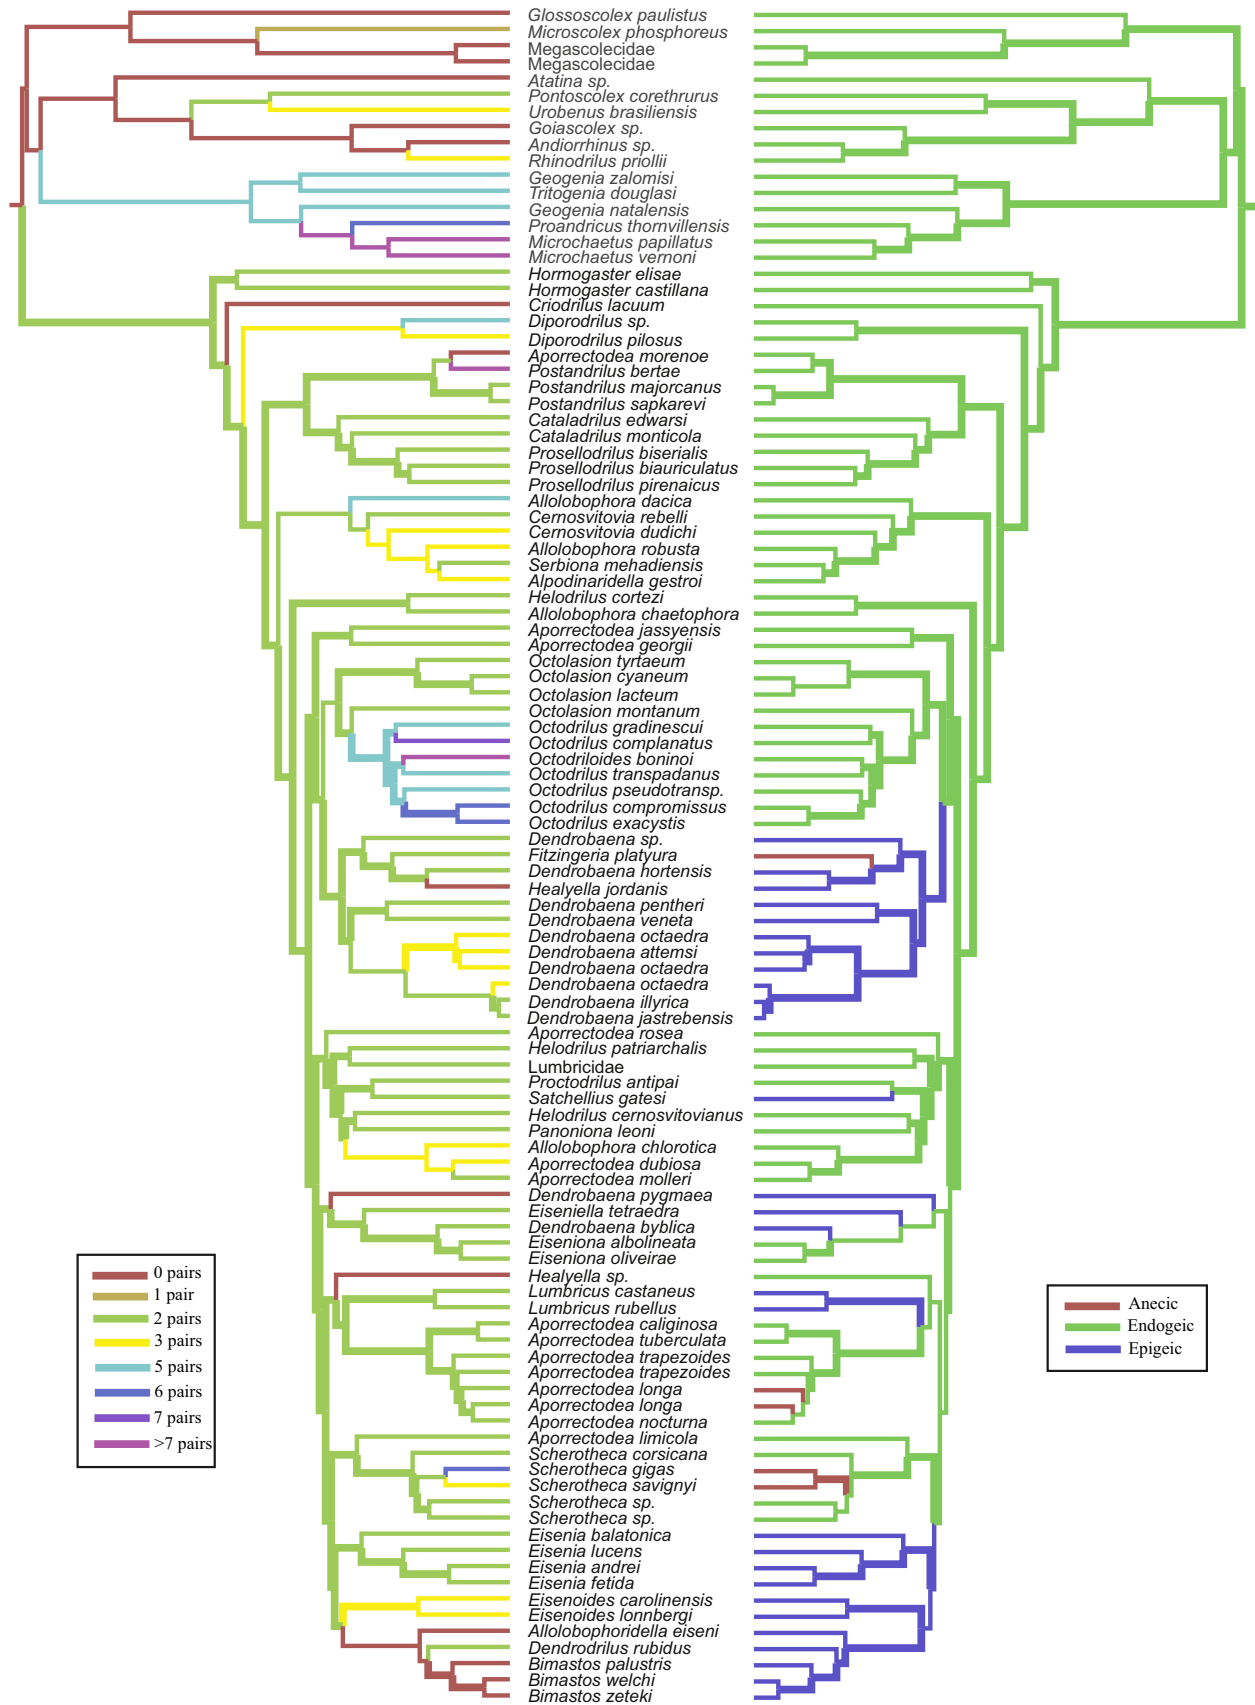 Glossoscolex paulistus
Microscolex phosphoreus
Megascolecidae
Megascolecidae
Atatina sp.
Pontoscolex corethrurus
Urobenus brasiliensis
Goiascolex sp.
Andiorrhinus sp.
Rhinodrilus priollii
Geogenia zalomisi
Tritogenia douglasi
Geogenia natalensis
Proandricus thornvillensis
Microchaetus papillatus
Microchaetus vernoni
Hormogaster elisae
Hormogaster castillana
Criodrilus lacuum
Diporodrilus sp.
Diporodrilus pilosus
Aporrectodea morenoe
Postandrilus bertae
Postandrilus majorcanus
Postandrilus sapkarevi
Cataladrilus edwarsi
Cataladrilus monticola
Prosellodrilus biserialis
Prosellodrilus biauriculatus
Prosellodrilus pirenaicus
Allolobophora dacica
Cernosvitovia rebelli
Cernosvitovia dudichi
Allolobophora robusta
Serbiona mehadiensis
Alpodinaridella gestroi
Helodrilus cortezi
Allolobophora chaetophora
Aporrectodea jassyensis
Aporrectodea georgii
Octolasion tyrtaeum
Octolasion cyaneum
Octolasion lacteum
Octolasion montanum
Octodrilus gradinescui
Octodrilus complanatus
Octodriloides boninoi
Octodrilus transpadanus
Octodrilus pseudotransp.
Octodrilus compromissus
Octodrilus exacystis
Dendrobaena sp.
Fitzingeria platyura
Dendrobaena hortensis
Healyella jordanis
Dendrobaena pentheri
Dendrobaena veneta
Dendrobaena octaedra
Dendrobaena attemsi
Dendrobaena octaedra
Dendrobaena octaedra
Dendrobaena illyrica
Dendrobaena jastrebensis
Aporrectodea rosea
Helodrilus patriarchalis
Lumbricidae
Proctodrilus antipai
Satchellius gatesi
Helodrilus cernosvitovianus
Panoniona leoni
Allolobophora chlorotica
Aporrectodea dubiosa
Aporrectodea molleri
Dendrobaena pygmaea
Eiseniella tetraedra
Dendrobaena byblica
Eiseniona albolineata
Eiseniona oliveirae
Healyella sp.
Lumbricus castaneus
Lumbricus rubellus
Aporrectodea caliginosa
Aporrectodea tuberculata
Aporrectodea trapezoides
Aporrectodea trapezoides
Aporrectodea longa
Aporrectodea longa
Aporrectodea nocturna
Aporrectodea limicola
Scherotheca corsicana
Scherotheca gigas
Scherotheca savignyi
Scherotheca sp.
Scherotheca sp.
Eisenia balatonica
Eisenia lucens
Eisenia andrei
Eisenia fetida
Eisenoides carolinensis
Eisenoides lonnbergi
Allolobophoridella eiseni
Dendrodrilus rubidus
Bimastos palustris
Bimastos welchi
Bimastos zeteki
0 pairs
1 pair
2 pairs
3 pairs
5 pairs
6 pairs
7 pairs
>7 pairs
Anecic
Endogeic
Epigeic